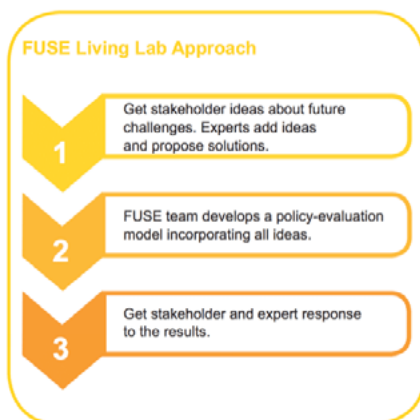 FUSE Living Lab Approach
1
Get stakeholder ideas about future
challenges. Experts add ideas
and propose solutions.
2
FUSE team develops a policy-evaluation
model incorporating all ideas.
3
Get stakeholder and expert response
to the results.